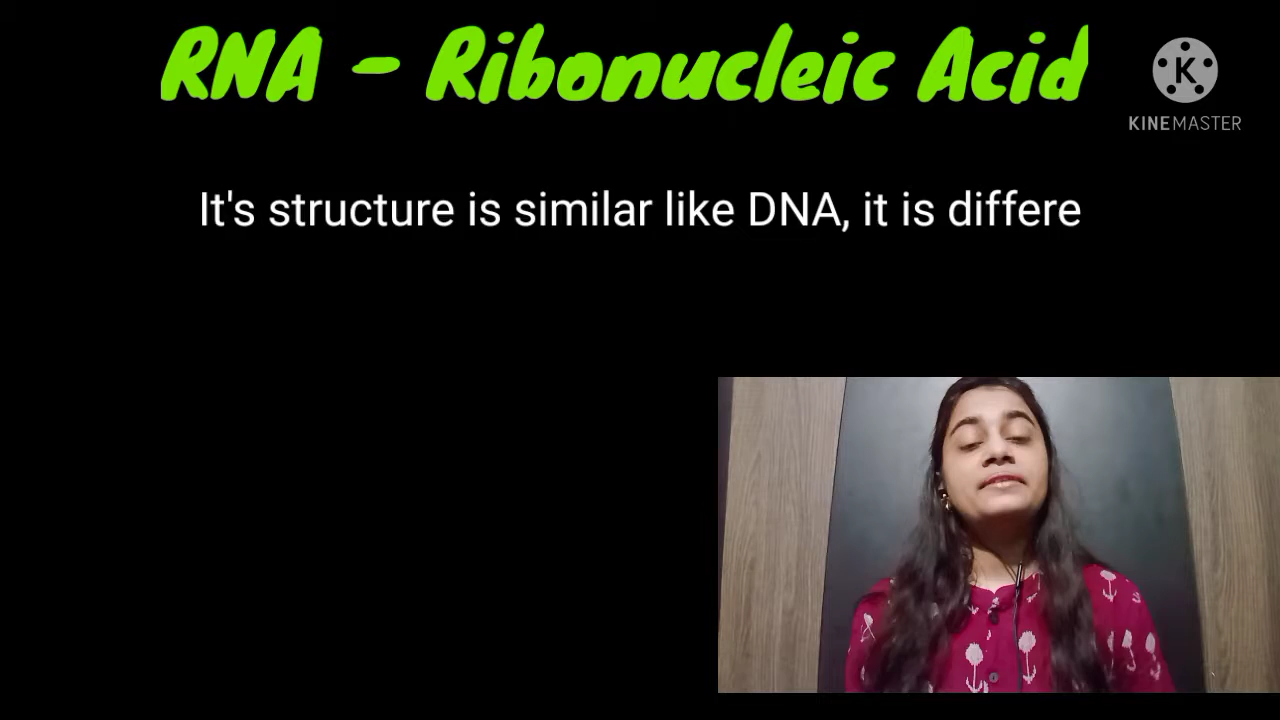 RNA - Ribonucleic Acid
KINEMASTER
It's structure is similar like DNA, it is differe